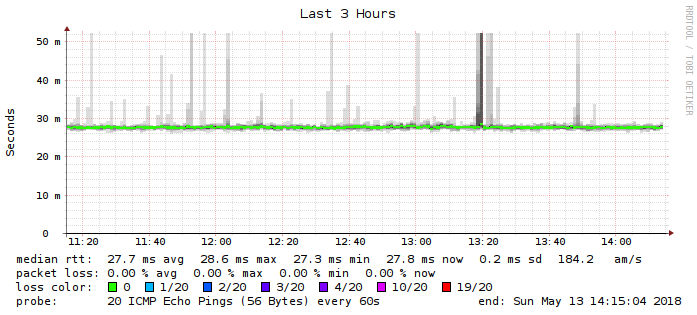 Last 3 Hours
RRDTOOL / TOBI OETIKER
Seconds
50 m
40 m
30 m
20 m
10 m
0
11:20 11:40 12:00 12:20 12:40 13:00 13:20 13:40 14:00
median rtt: 27.7 ms avg 28.6 ms max 27.3 ms min 27.8 ms now 0.2 ms sd 184.2 am/s
packet loss: 0.00 % avg 0.00 % max 0.00 % min 0.00 % now
loss color: 0 1/20 2/20 3/20 4/20 10/20 19/20
probe: 20 ICMP Echo Pings (56 Bytes) every 60s end: Sun May 13 14:15:04 2018